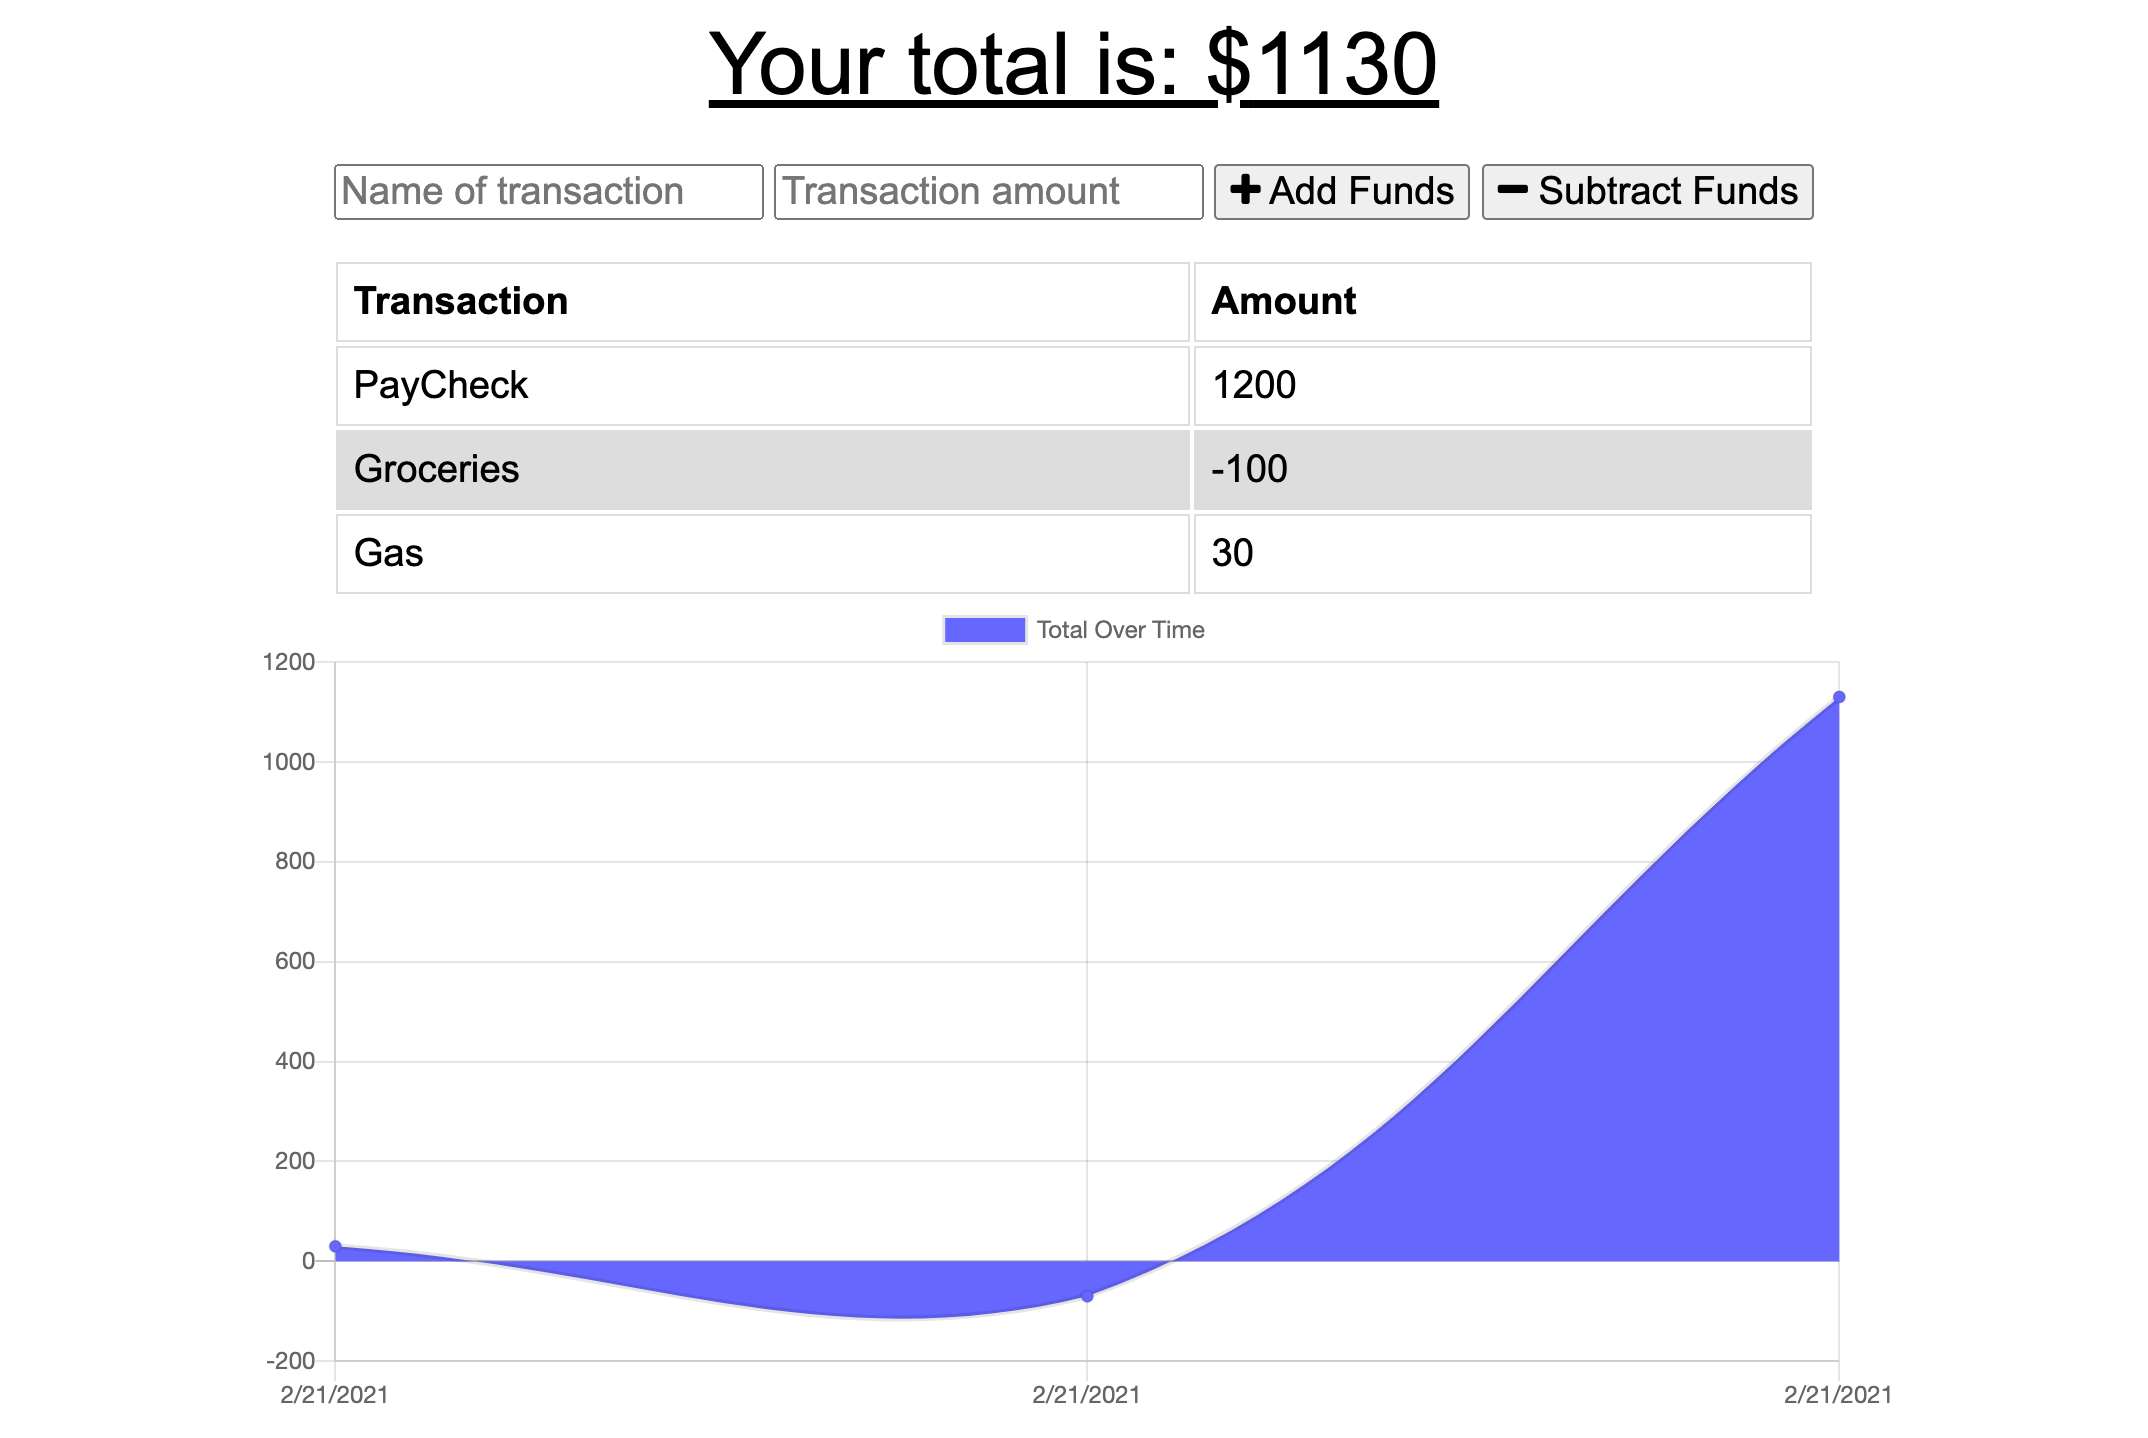 Your total is: $1130
Name of transaction Transaction amount Add Funds Subtract Funds
Transaction Amount
PayCheck 1200
Groceries -100
Gas 30
Total Over Time
1200
1000
800
600
400
200
0
-200
2/21/2021 2/21/2021 2/21/2021